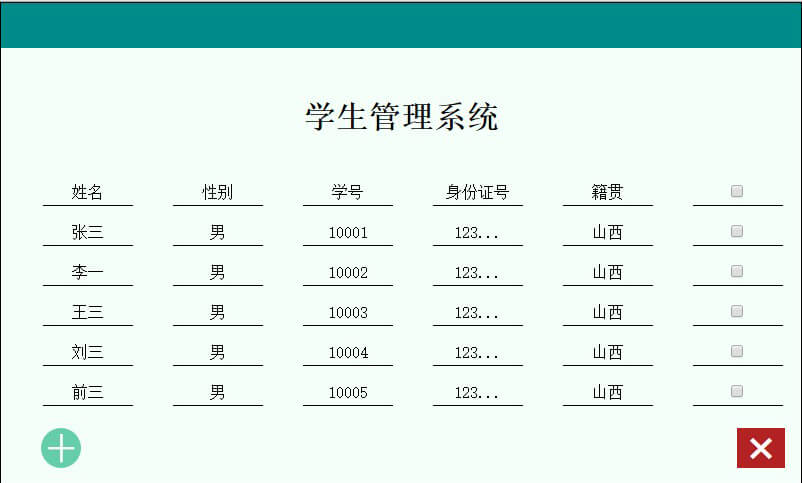 学生管理系统
姓名 性别 学号 身份证号 籍贯
张三 男 10001 123... 山西
李一 男 10002 123... 山西
王三 男 10003 123... 山西
刘三 男 10004 123... 山西
前三 男 10005 123... 山西